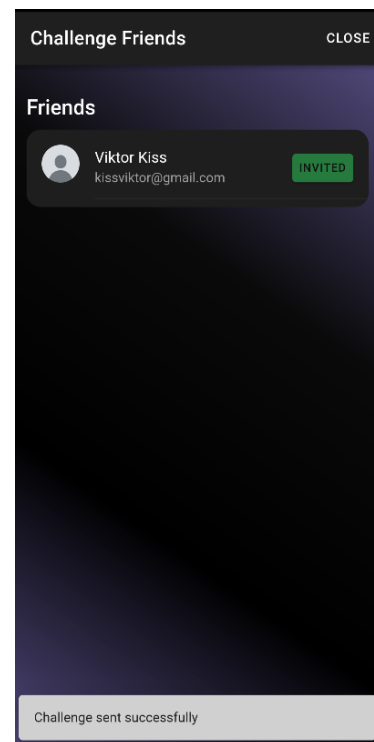 Challenge Friends
CLOSE
Friends
Viktor Kiss
kissviktor@gmail.com
INVITED
Challenge sent successfully